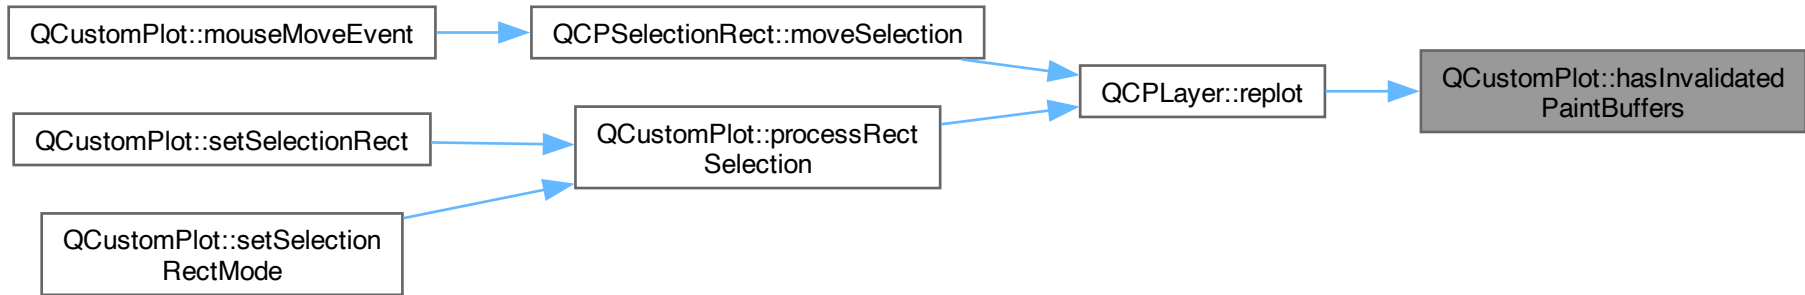 QCustomPlot::mouseMoveEvent
QCPSelectionRect::moveSelection
QCPLayer::replot
QCustomPlot::hasInvalidated
PaintBuffers
QCustomPlot::setSelectionRect
QCustomPlot::processRect
Selection
QCustomPlot::setSelection
RectMode